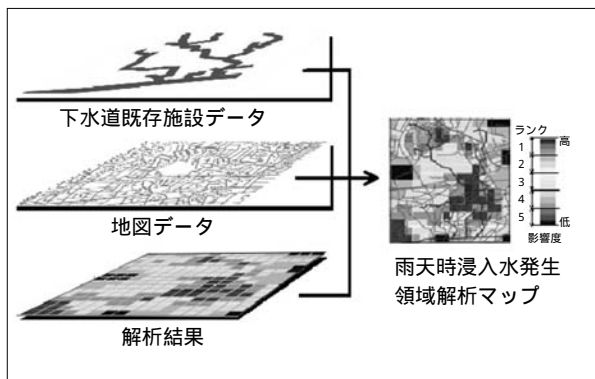 下水道既存施設データ
地図データ
解析結果
ランク
1
2
3
4
5
高
低
影響度
雨天時浸入水発生
領域解析マップ